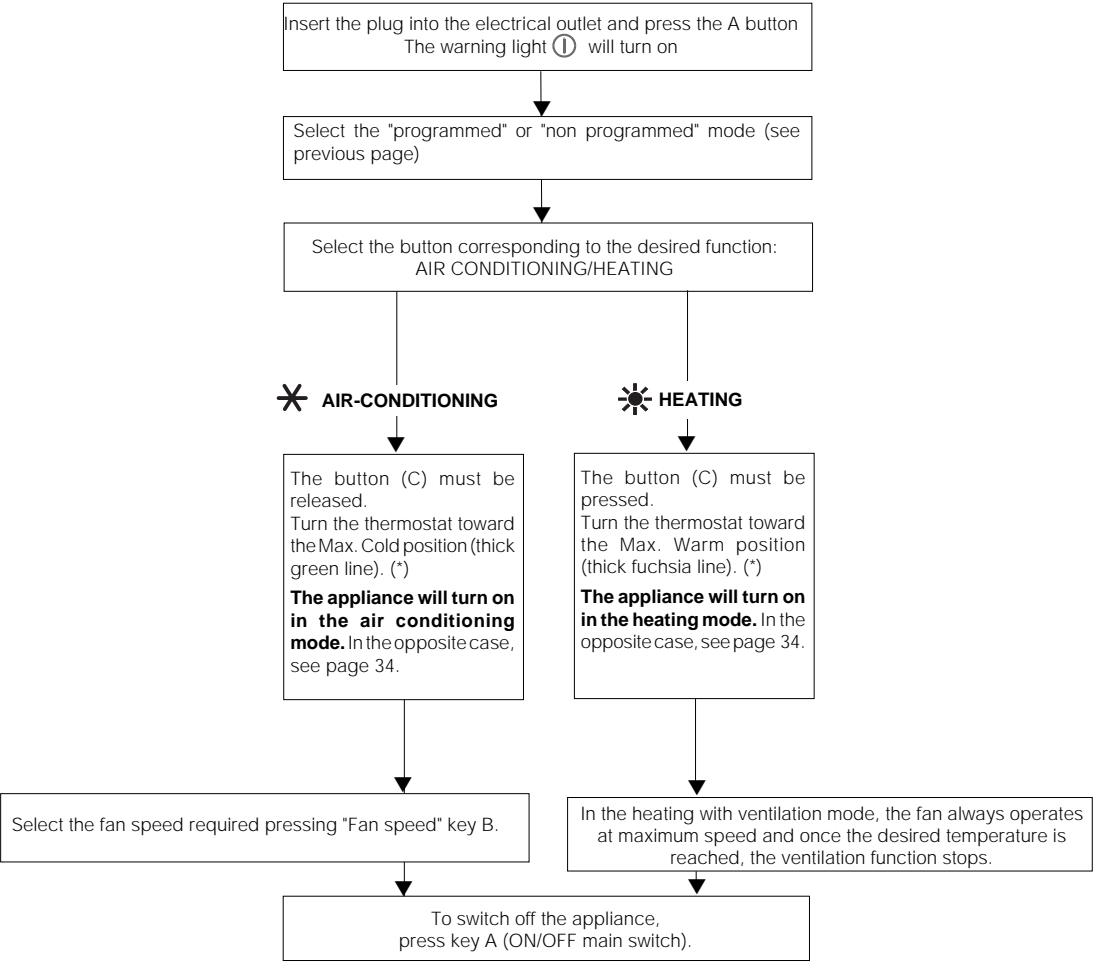 Insert the plug into the electrical outlet and press the A button
The warning light will turn on
Select the "programmed" or "non programmed" mode (see
previous page)
Select the button corresponding to the desired function:
AIR CONDITIONING/HEATING
AIR-CONDITIONING
The button (C) must be
released.
Turn the thermostat toward
the Max. Cold position (thick
green line). (*)
The appliance will turn on
in the air conditioning
mode. In the opposite case,
see page 34.
HEATING
The button (C) must be
pressed.
Turn the thermostat toward
the Max. Warm position
(thick fuchsia line). (*)
The appliance will turn on
in the heating mode. In the
opposite case, see page 34.
Select the fan speed required pressing "Fan speed" key B.
In the heating with ventilation mode, the fan always operates
at maximum speed and once the desired temperature is
reached, the ventilation function stops.
To switch off the appliance,
press key A (ON/OFF main switch).